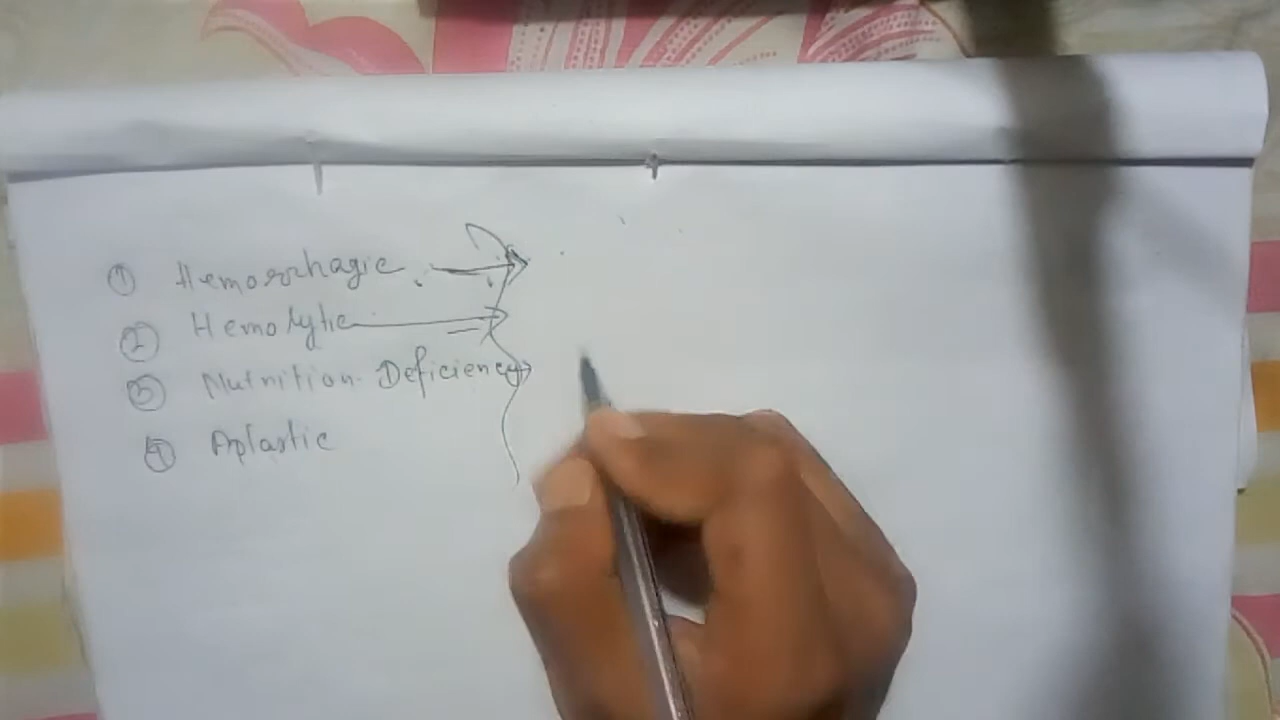 ① Hemorrhagic
② Hemolytic
③ Nutrition Deficiency
④ Aplastic